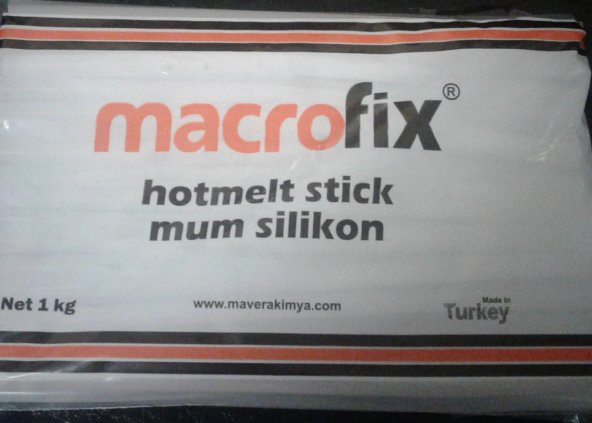 macrofix®
hotmelt stick
mum silikon
Net 1 kg
www.maverakimya.com
Made in
Turkey